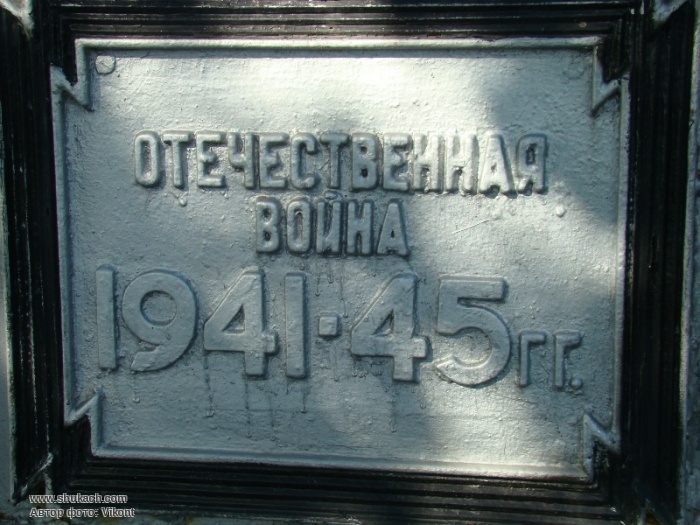 ОТЕЧЕСТВЕННАЯ
ВОЙНА
1941-45 гг.
www.shukach.com
Автор фото: Vikont